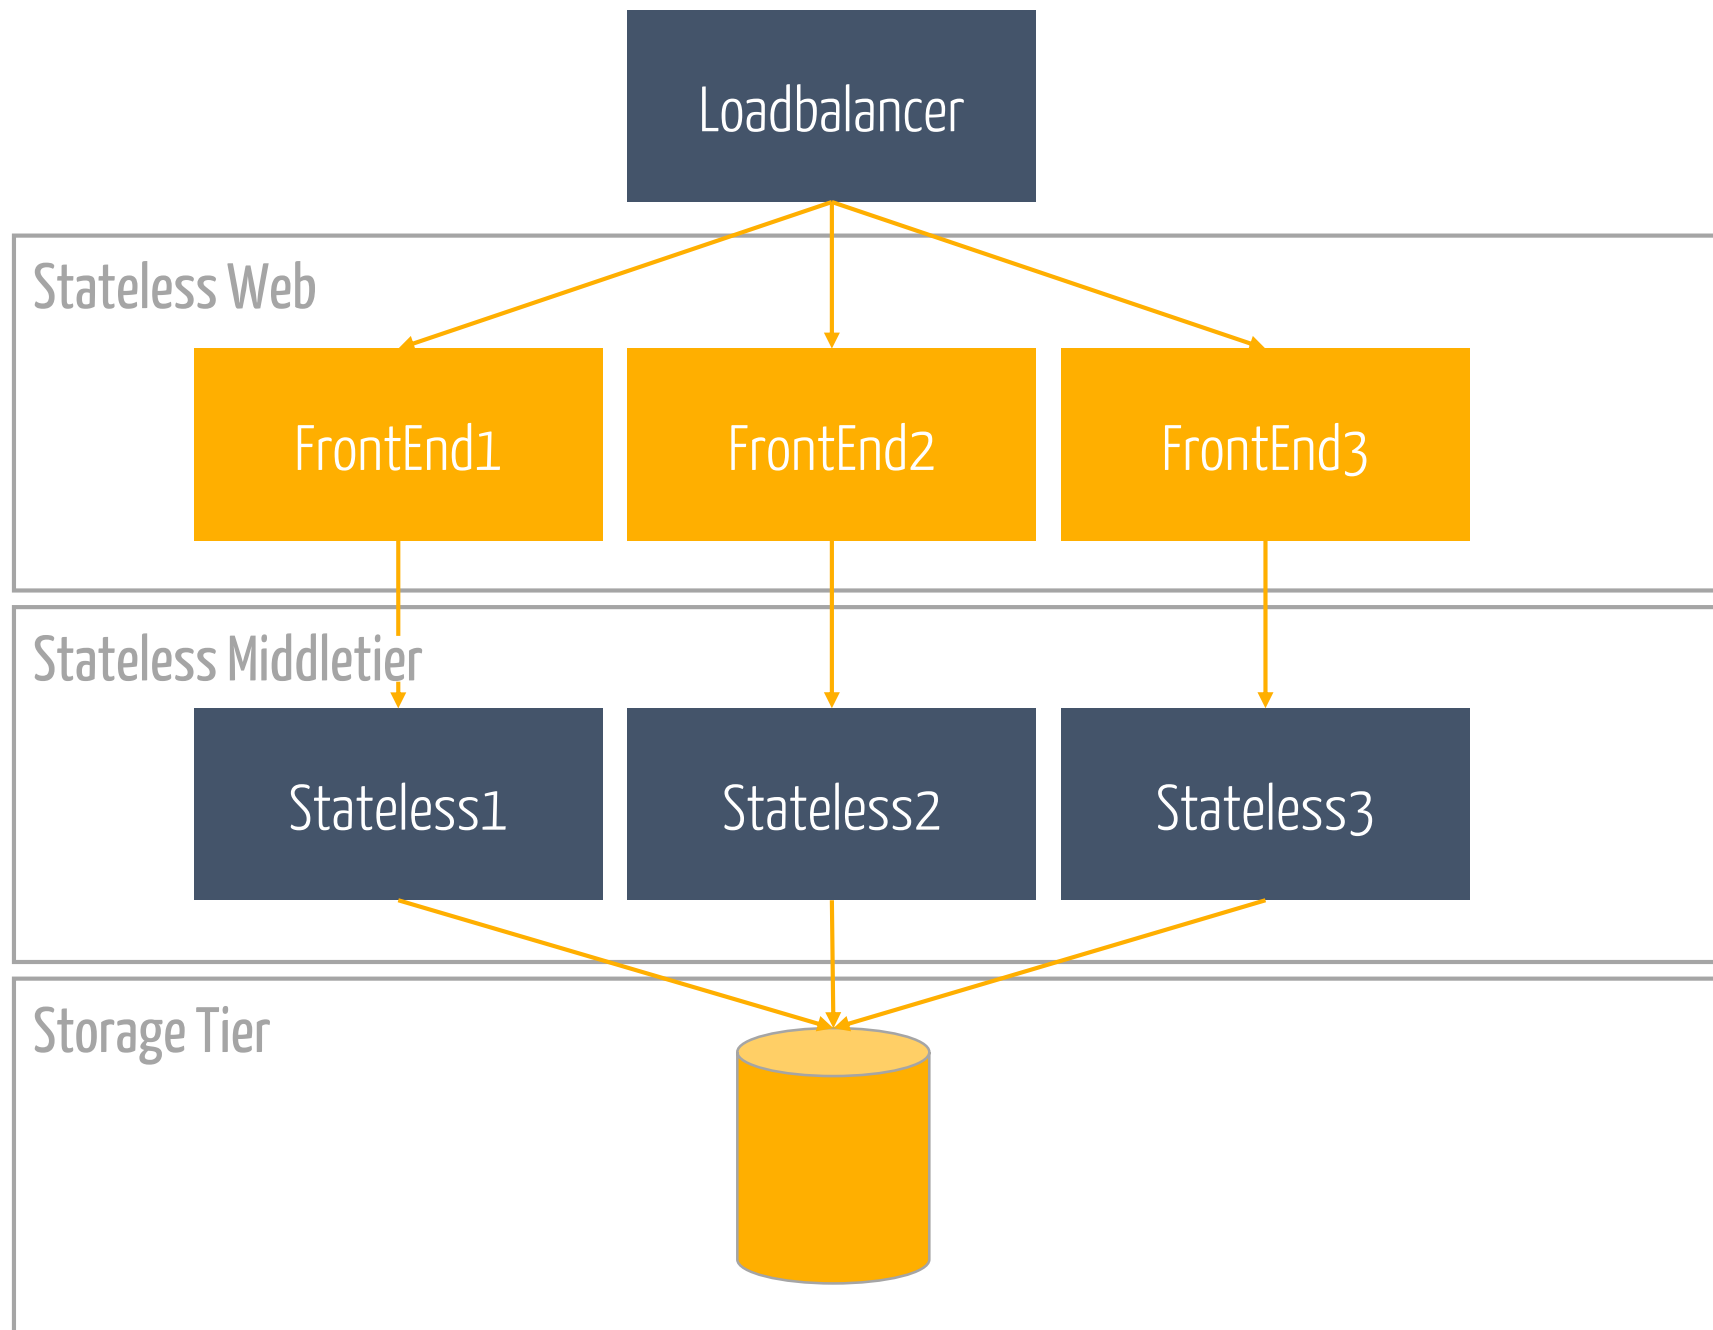 Loadbalancer
Stateless Web
FrontEnd1
FrontEnd2
FrontEnd3
Stateless Middletier
Stateless1
Stateless2
Stateless3
Storage Tier